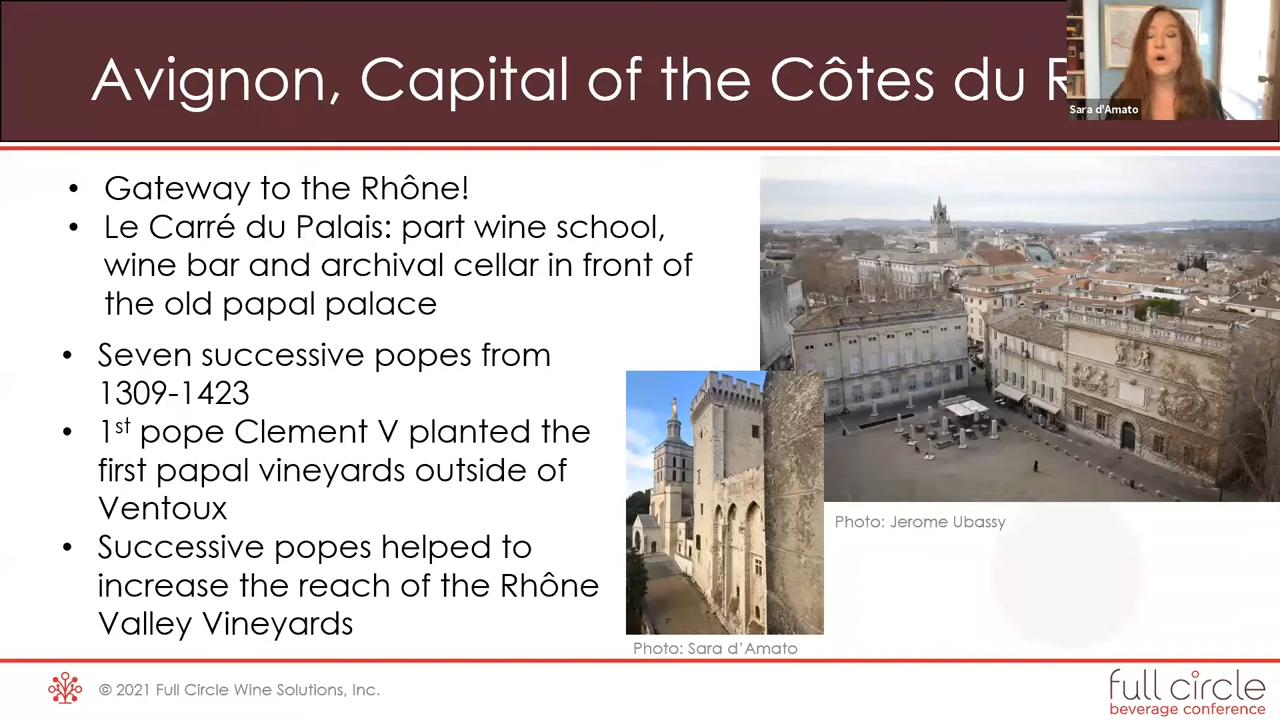 Avignon, Capital of the Côtes du
Sara d'Amato
• Gateway to the Rhône!
• Le Carré du Palais: part wine school,
wine bar and archival cellar in front of
the old papal palace
• Seven successive popes from
1309-1423
• 1st pope Clement V planted the
first papal vineyards outside of
Ventoux
• Successive popes helped to
increase the reach of the Rhône
Valley Vineyards
Photo: Jerome Ubassy
Photo: Sara d’Amato
© 2021 Full Circle Wine Solutions, Inc.
full circle
beverage conference